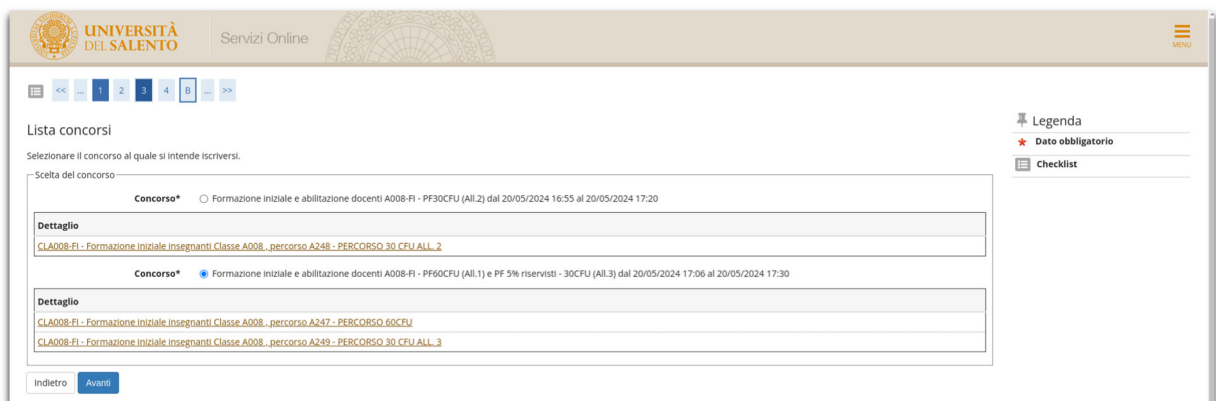 UNIVERSITÀ
DEL SALENTO
Servizi Online
MENU
<< ... 1 2 3 4 B ... >>
Lista concorsi
Selezionare il concorso al quale si intende iscriversi.
Scelta del concorso
Concorso* Formazione iniziale e abilitazione docenti A008-FI - PF30CFU (All.2) dal 20/05/2024 16:55 al 20/05/2024 17:20
Dettaglio
CLA008-FI - Formazione iniziale insegnanti Classe A008 , percorso A248 - PERCORSO 30 CFU ALL. 2
Concorso* Formazione iniziale e abilitazione docenti A008-FI - PF60CFU (All.1) e PF 5% riservisti - 30CFU (All.3) dal 20/05/2024 17:06 al 20/05/2024 17:30
Dettaglio
CLA008-FI - Formazione iniziale insegnanti Classe A008 , percorso A247 - PERCORSO 60CFU
CLA008-FI - Formazione iniziale insegnanti Classe A008 , percorso A249 - PERCORSO 30 CFU ALL. 3
Indietro Avanti
Legenda
* Dato obbligatorio
Checklist